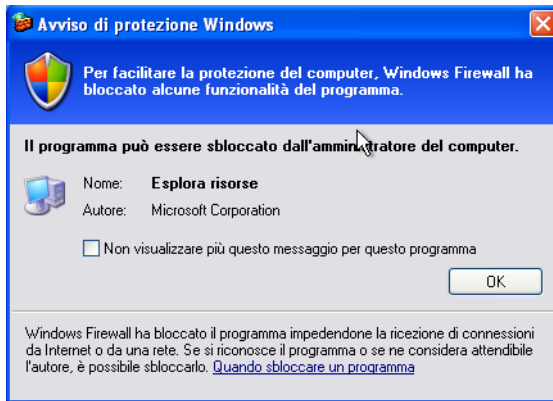 Avviso di protezione Windows
Per facilitare la protezione del computer, Windows Firewall ha
bloccato alcune funzionalità del programma.
Il programma può essere sbloccato dall'amministratore del computer.
Nome: Esplora risorse
Autore: Microsoft Corporation
Non visualizzare più questo messaggio per questo programma
OK
Windows Firewall ha bloccato il programma impedendone la ricezione di connessioni
da Internet o da una rete. Se si riconosce il programma o se ne considera attendibile
l'autore, è possibile sbloccarlo. Quando sbloccare un programma